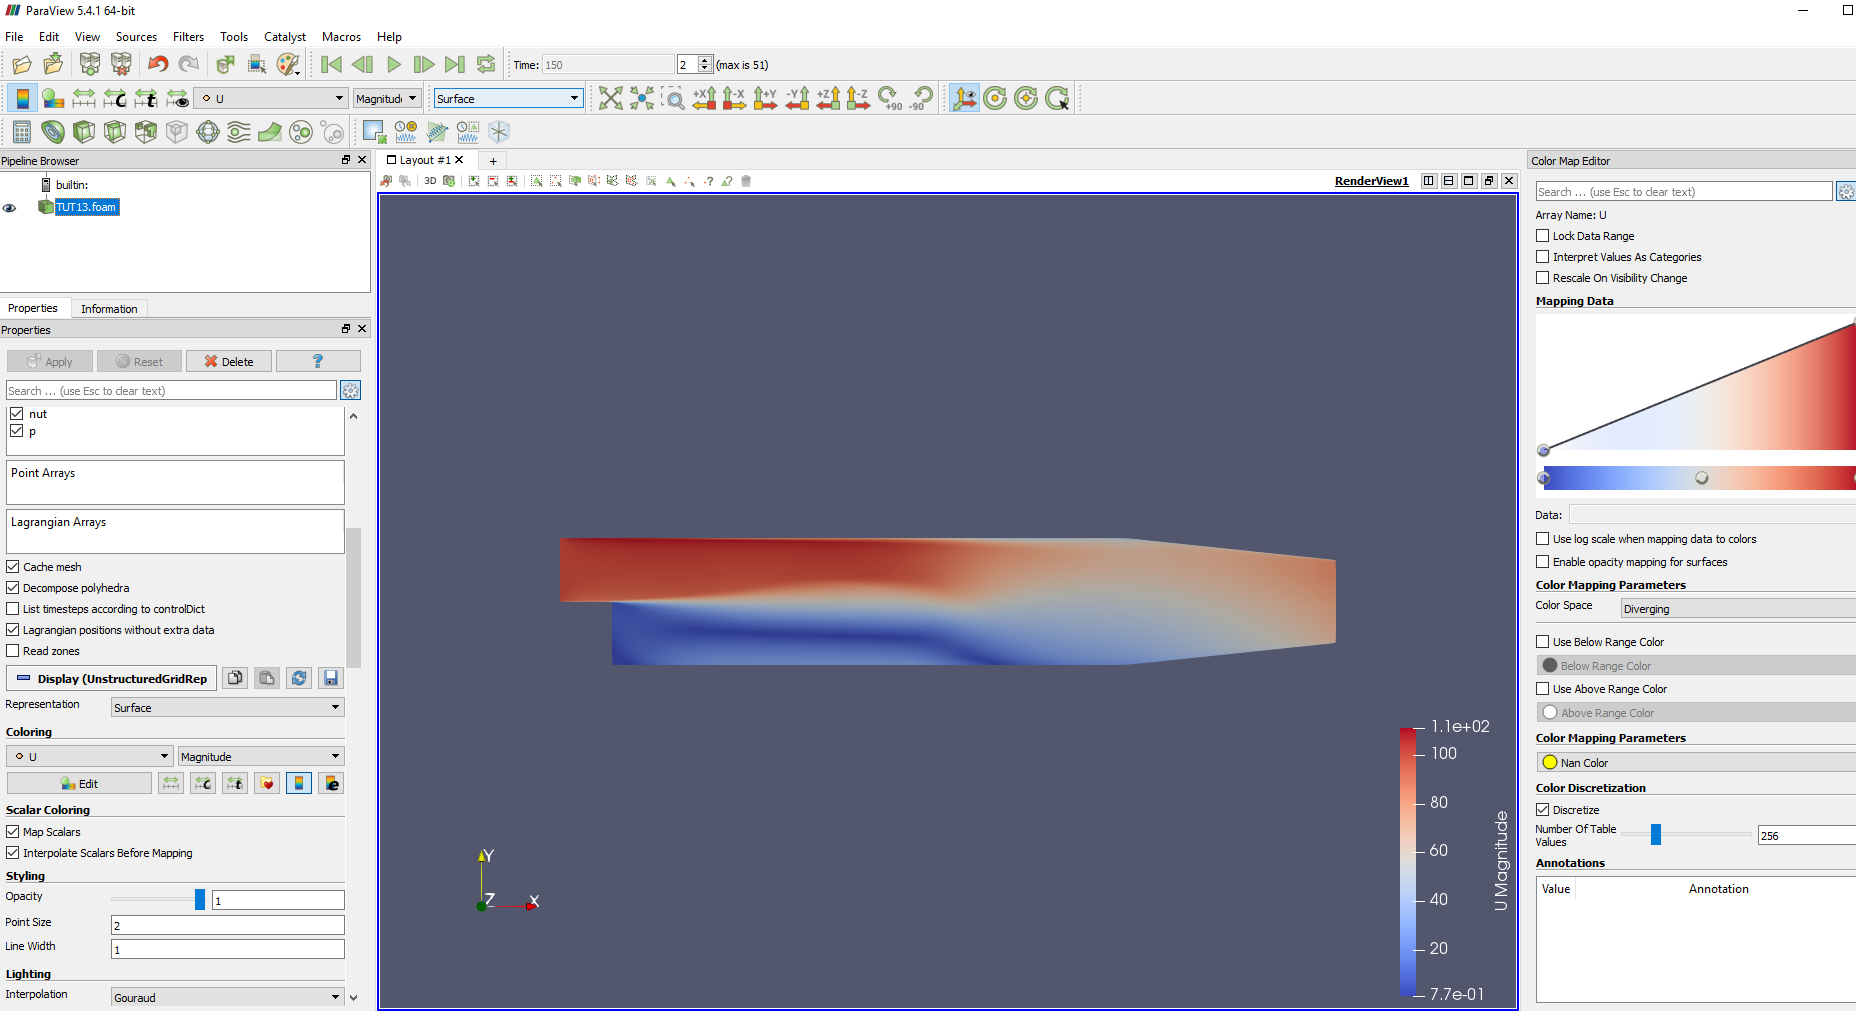 ParaView 5.4.1 64-bit
File Edit View Sources Filters Tools Catalyst Macros Help
Time: 150 2 (max is 51)
U Magnitude Surface +X -X +Y -Y +Z -Z +90 -90
Pipeline Browser
builtin:
TUT13.foam
Properties Information
Properties
Apply Reset Delete ?
Search ... (use Esc to clear text)
nut
p
Point Arrays
Lagrangian Arrays
Cache mesh
Decompose polyhedra
List timesteps according to controlDict
Lagrangian positions without extra data
Read zones
Display (UnstructuredGridRep
Representation Surface
Coloring
U Magnitude
Edit
Scalar Coloring
Map Scalars
Interpolate Scalars Before Mapping
Styling
Opacity 1
Point Size 2
Line Width 1
Lighting
Interpolation Gouraud
Layout #1
3D
RenderView1
Y
Z X
1.1e+02
100
80
60
40
20
7.7e-01
U Magnitude
Color Map Editor
Search ... (use Esc to clear text)
Array Name: U
Lock Data Range
Interpret Values As Categories
Rescale On Visibility Change
Mapping Data
Data:
Use log scale when mapping data to colors
Enable opacity mapping for surfaces
Color Mapping Parameters
Color Space Diverging
Use Below Range Color
Below Range Color
Use Above Range Color
Above Range Color
Color Mapping Parameters
Nan Color
Color Discretization
Discretize
Number Of Table
Values 256
Annotations
Value Annotation